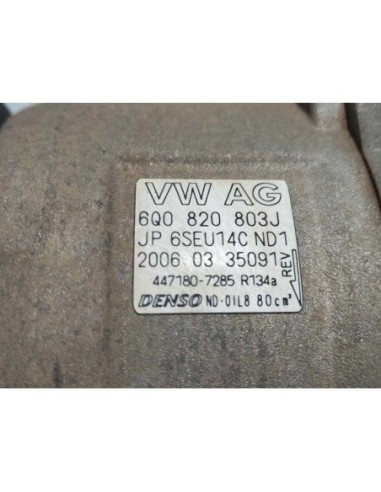 VW AG
6Q0 820 803J
JP 6SEU14C ND1
2006 03 35091
REV
447180-7285 R134a
DENSO ND-OIL8 80cm³